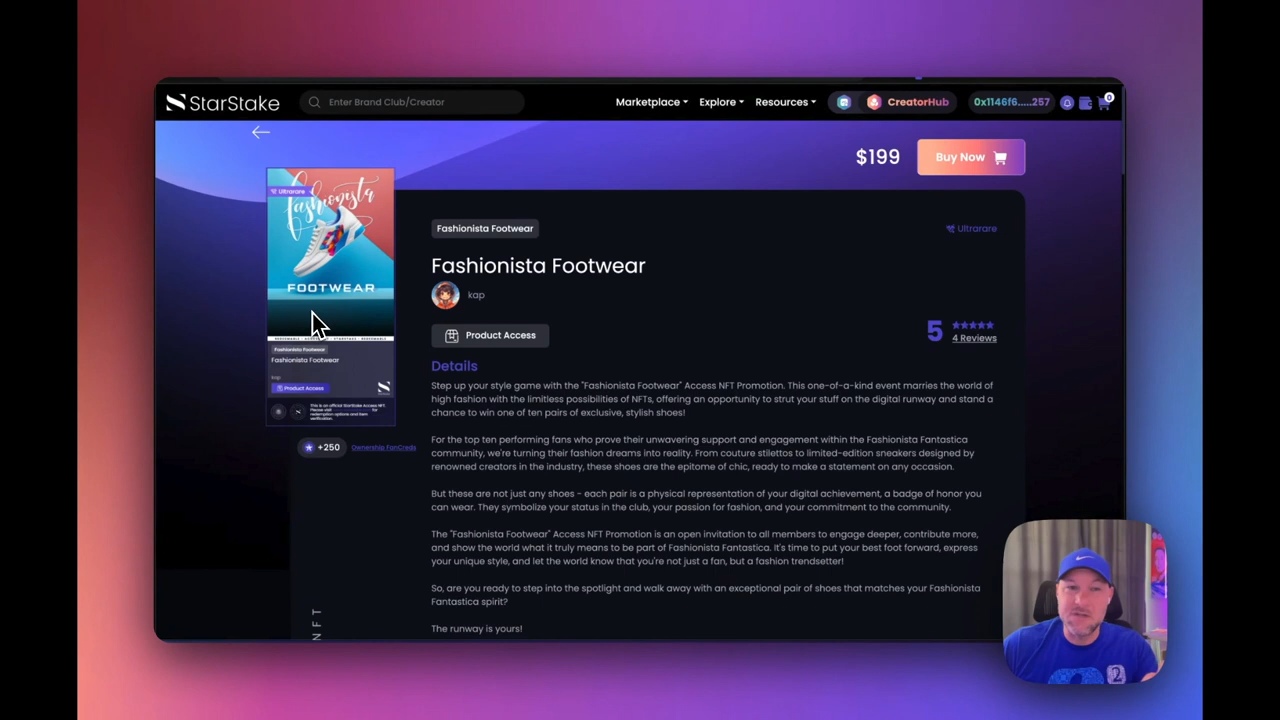 StarStake
Enter Brand Club/Creator
Marketplace
Explore
Resources
CreatorHub
0x1146f6.....257
0
$199
Buy Now
Ultrarare
fashionista
FOOTWEAR
Fashionista Footwear
Fashionista Footwear
kap
Product Access
+250
Ownership FanCreds
NFT
Fashionista Footwear
Ultrarare
Fashionista Footwear
kap
Product Access
5
4 Reviews
Details
Step up your style game with the "Fashionista Footwear" Access NFT Promotion. This one-of-a-kind event marries the world of
high fashion with the limitless possibilities of NFTs, offering an opportunity to strut your stuff on the digital runway and stand a
chance to win one of ten pairs of exclusive, stylish shoes!
For the top ten performing fans who prove their unwavering support and engagement within the Fashionista Fantastica
community, we're turning their fashion dreams into reality. From couture stilettos to limited-edition sneakers designed by
renowned creators in the industry, these shoes are the epitome of chic, ready to make a statement on any occasion.
But these are not just any shoes - each pair is a physical representation of your digital achievement, a badge of honor you
can wear. They symbolize your status in the club, your passion for fashion, and your commitment to the community.
The "Fashionista Footwear" Access NFT Promotion is an open invitation to all members to engage deeper, contribute more,
and show the world what it truly means to be part of Fashionista Fantastica. It's time to put your best foot forward, express
your unique style, and let the world know that you're not just a fan, but a fashion trendsetter!
So, are you ready to step into the spotlight and walk away with an exceptional pair of shoes that matches your Fashionista
Fantastica spirit?
The runway is yours!